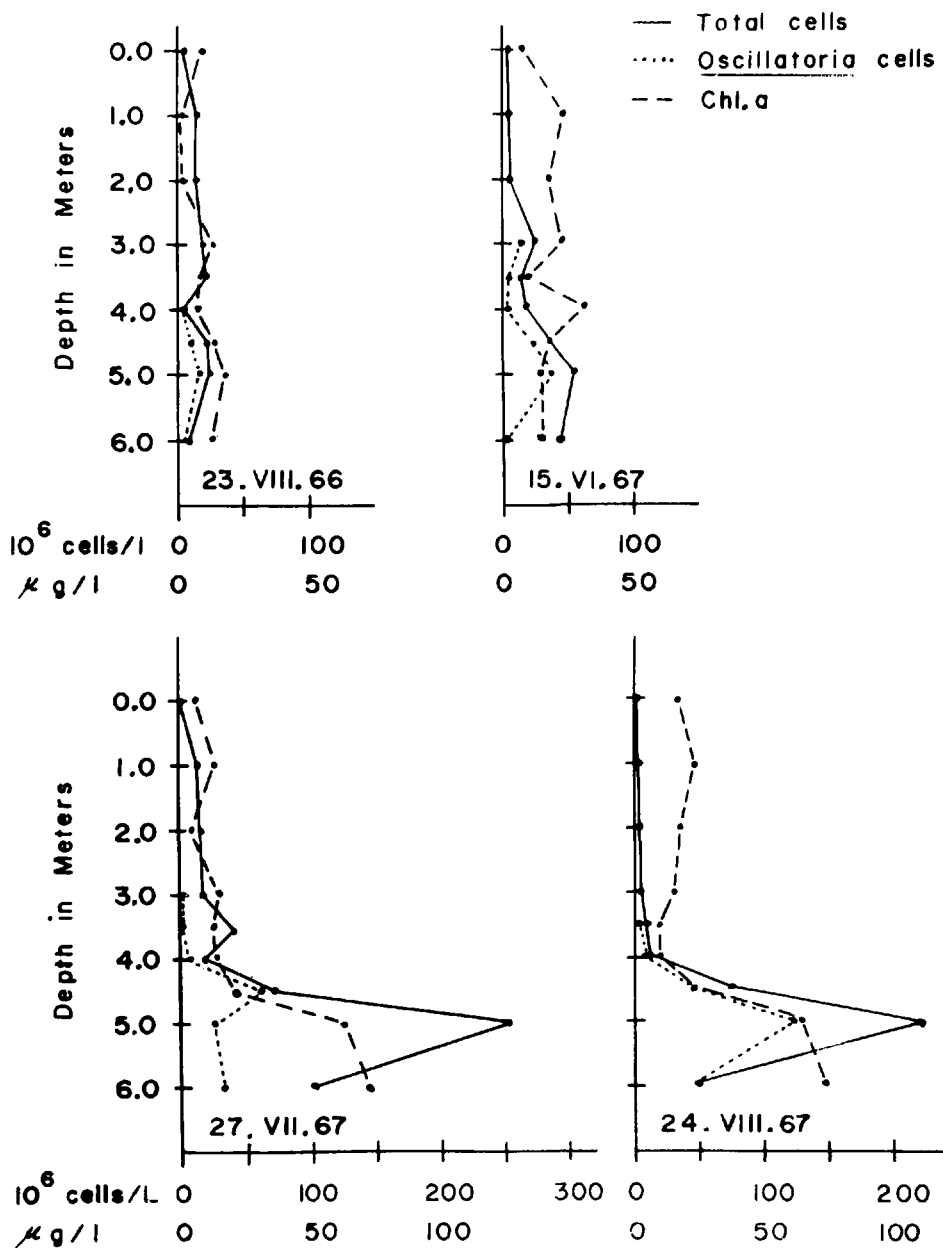 Total cells
Oscillatoria cells
Chl.a
Depth in Meters
0.0
1.0
2.0
3.0
4.0
5.0
6.0
23.VIII.66
15.VI.67
10⁶ cells/l 0 100 0 100
μg/l 0 50 0 50
Depth in Meters
0.0
1.0
2.0
3.0
4.0
5.0
6.0
27.VII.67
24.VIII.67
10⁶ cells/L 0 100 200 300 0 100 200
μg/l 0 50 100 0 50 100